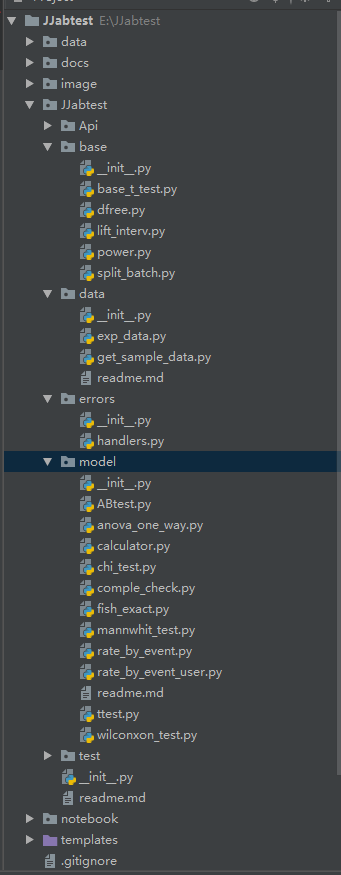 JJabtest E:\JJabtest
data
docs
image
JJabtest
Api
base
__init__.py
base_t_test.py
dfree.py
lift_interv.py
power.py
split_batch.py
data
__init__.py
exp_data.py
get_sample_data.py
readme.md
errors
__init__.py
handlers.py
model
__init__.py
ABtest.py
anova_one_way.py
calculator.py
chi_test.py
comple_check.py
fish_exact.py
mannwhit_test.py
rate_by_event.py
rate_by_event_user.py
readme.md
ttest.py
wilconxon_test.py
test
__init__.py
readme.md
notebook
templates
.gitignore